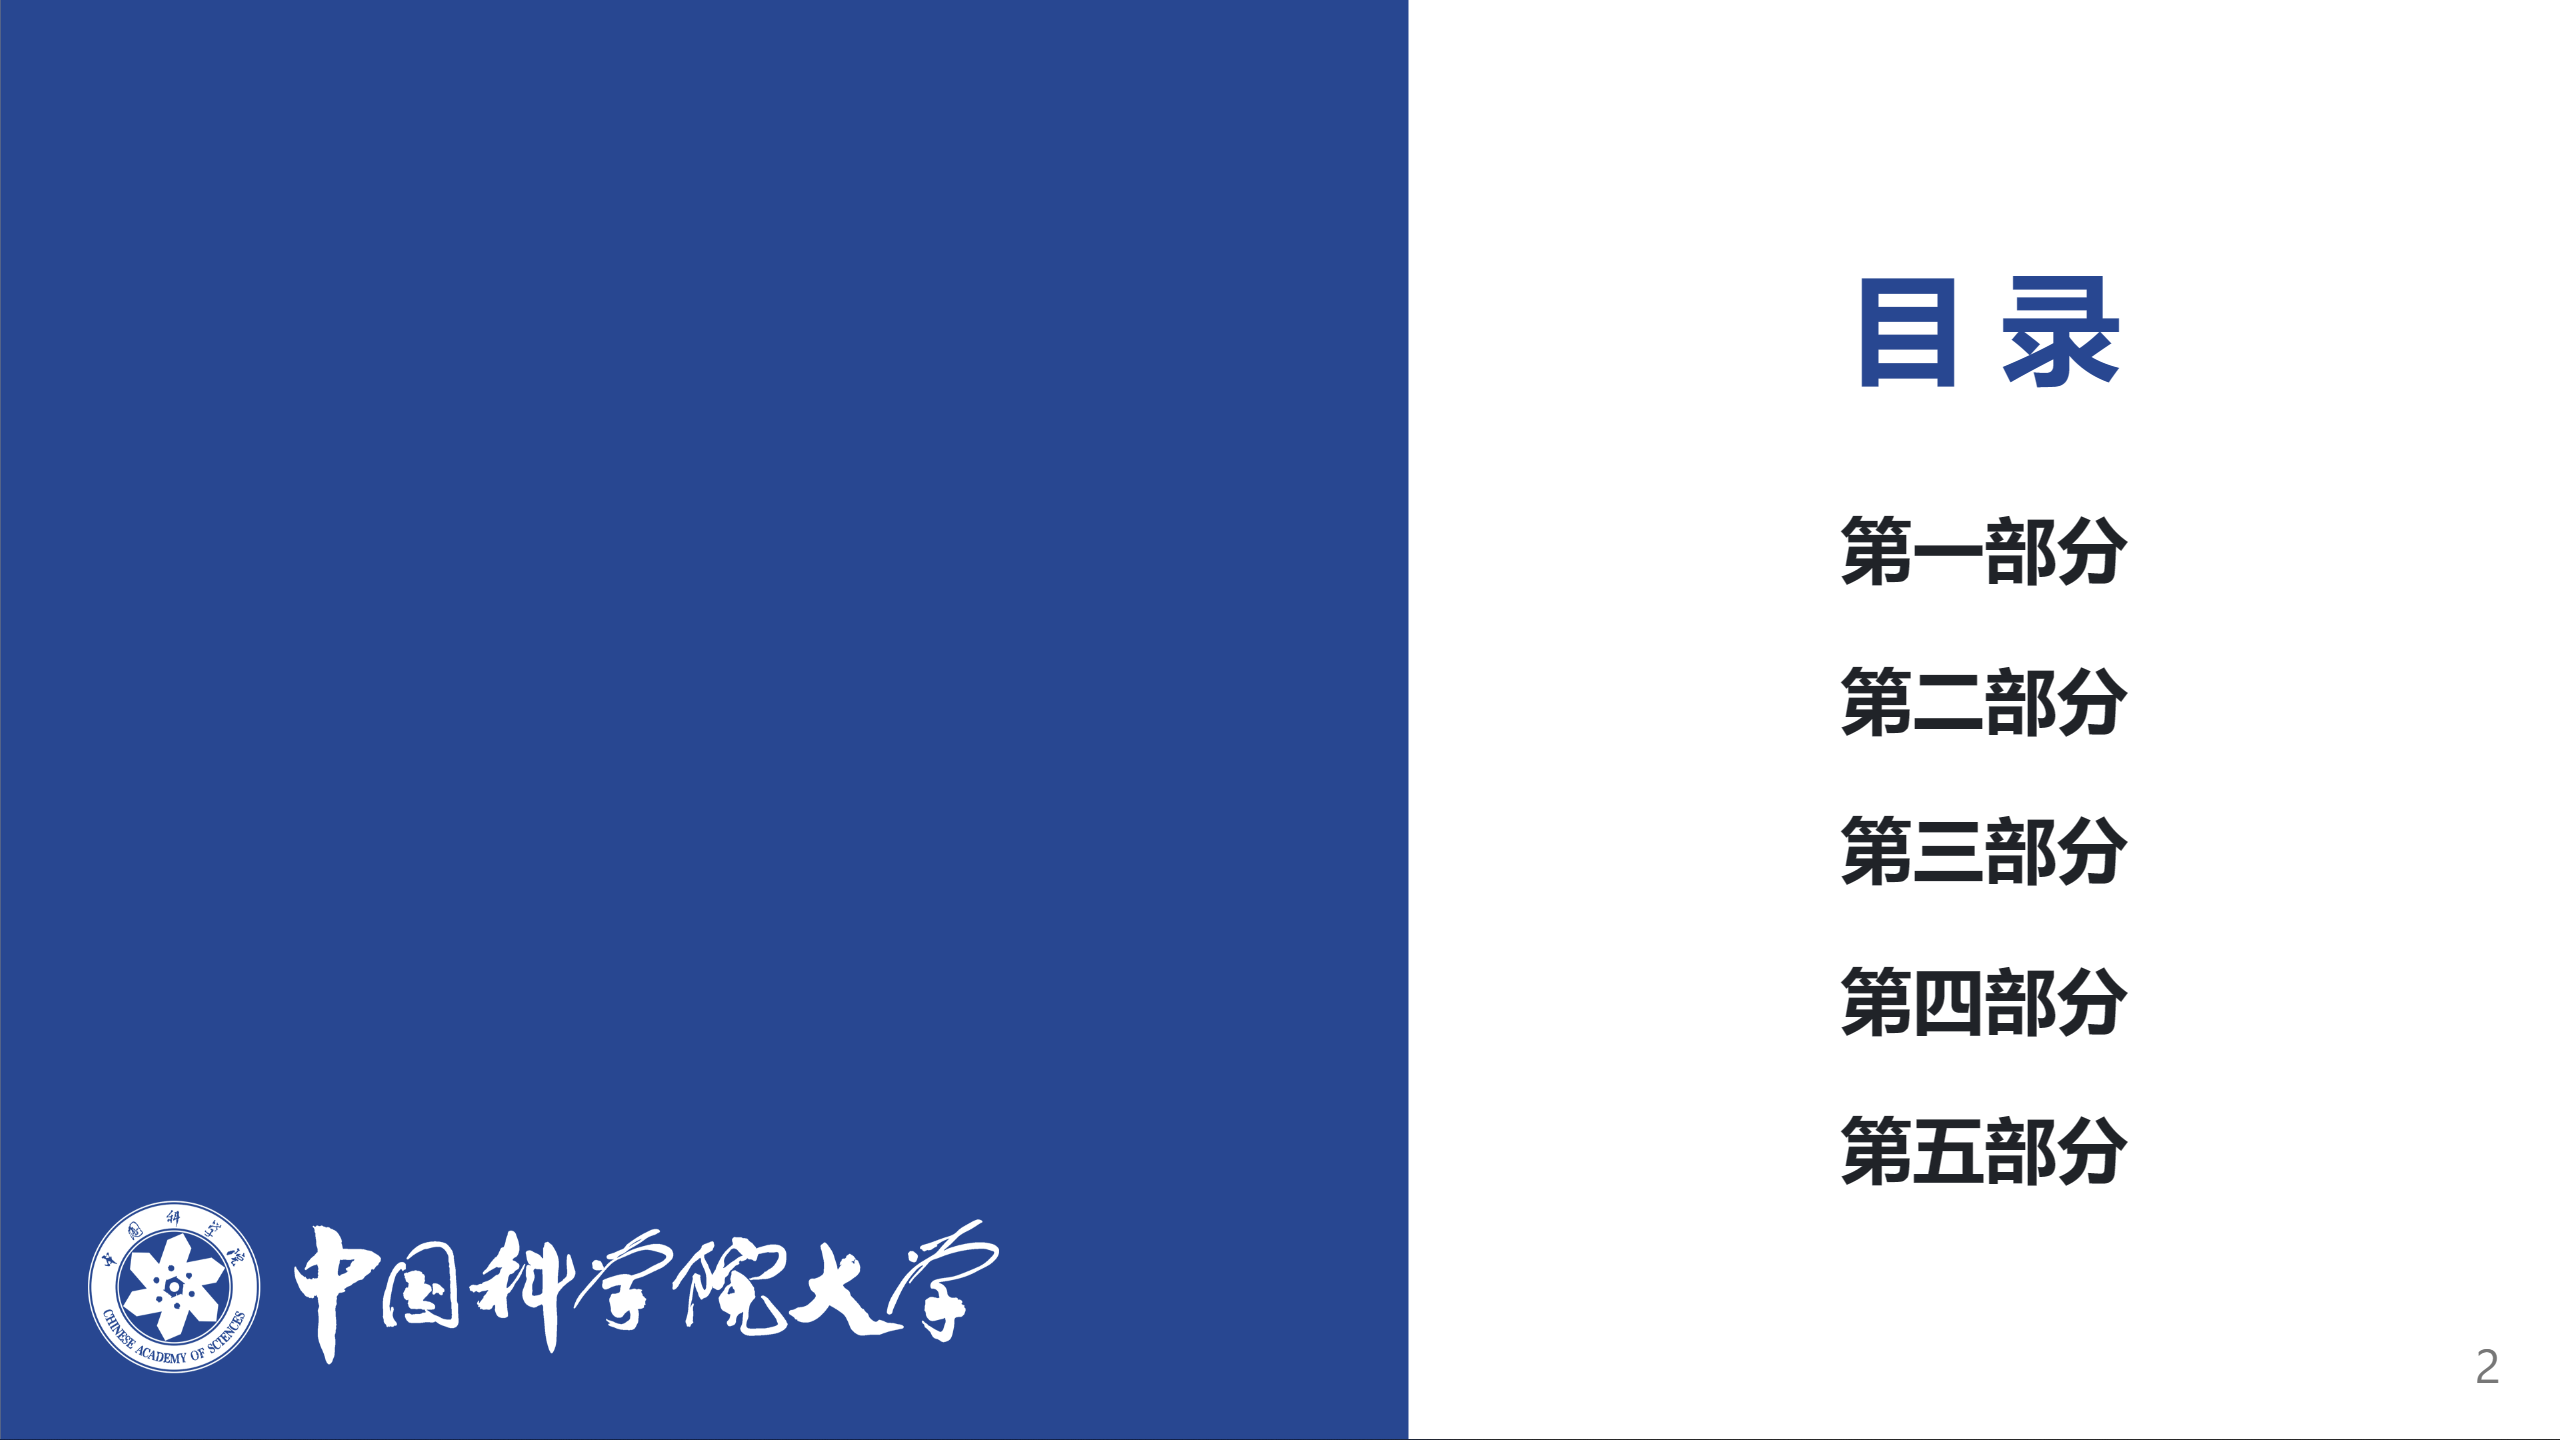 目录
第一部分
第二部分
第三部分
第四部分
第五部分
中国科学院
CHINESE ACADEMY OF SCIENCES
中国科学院大学
2